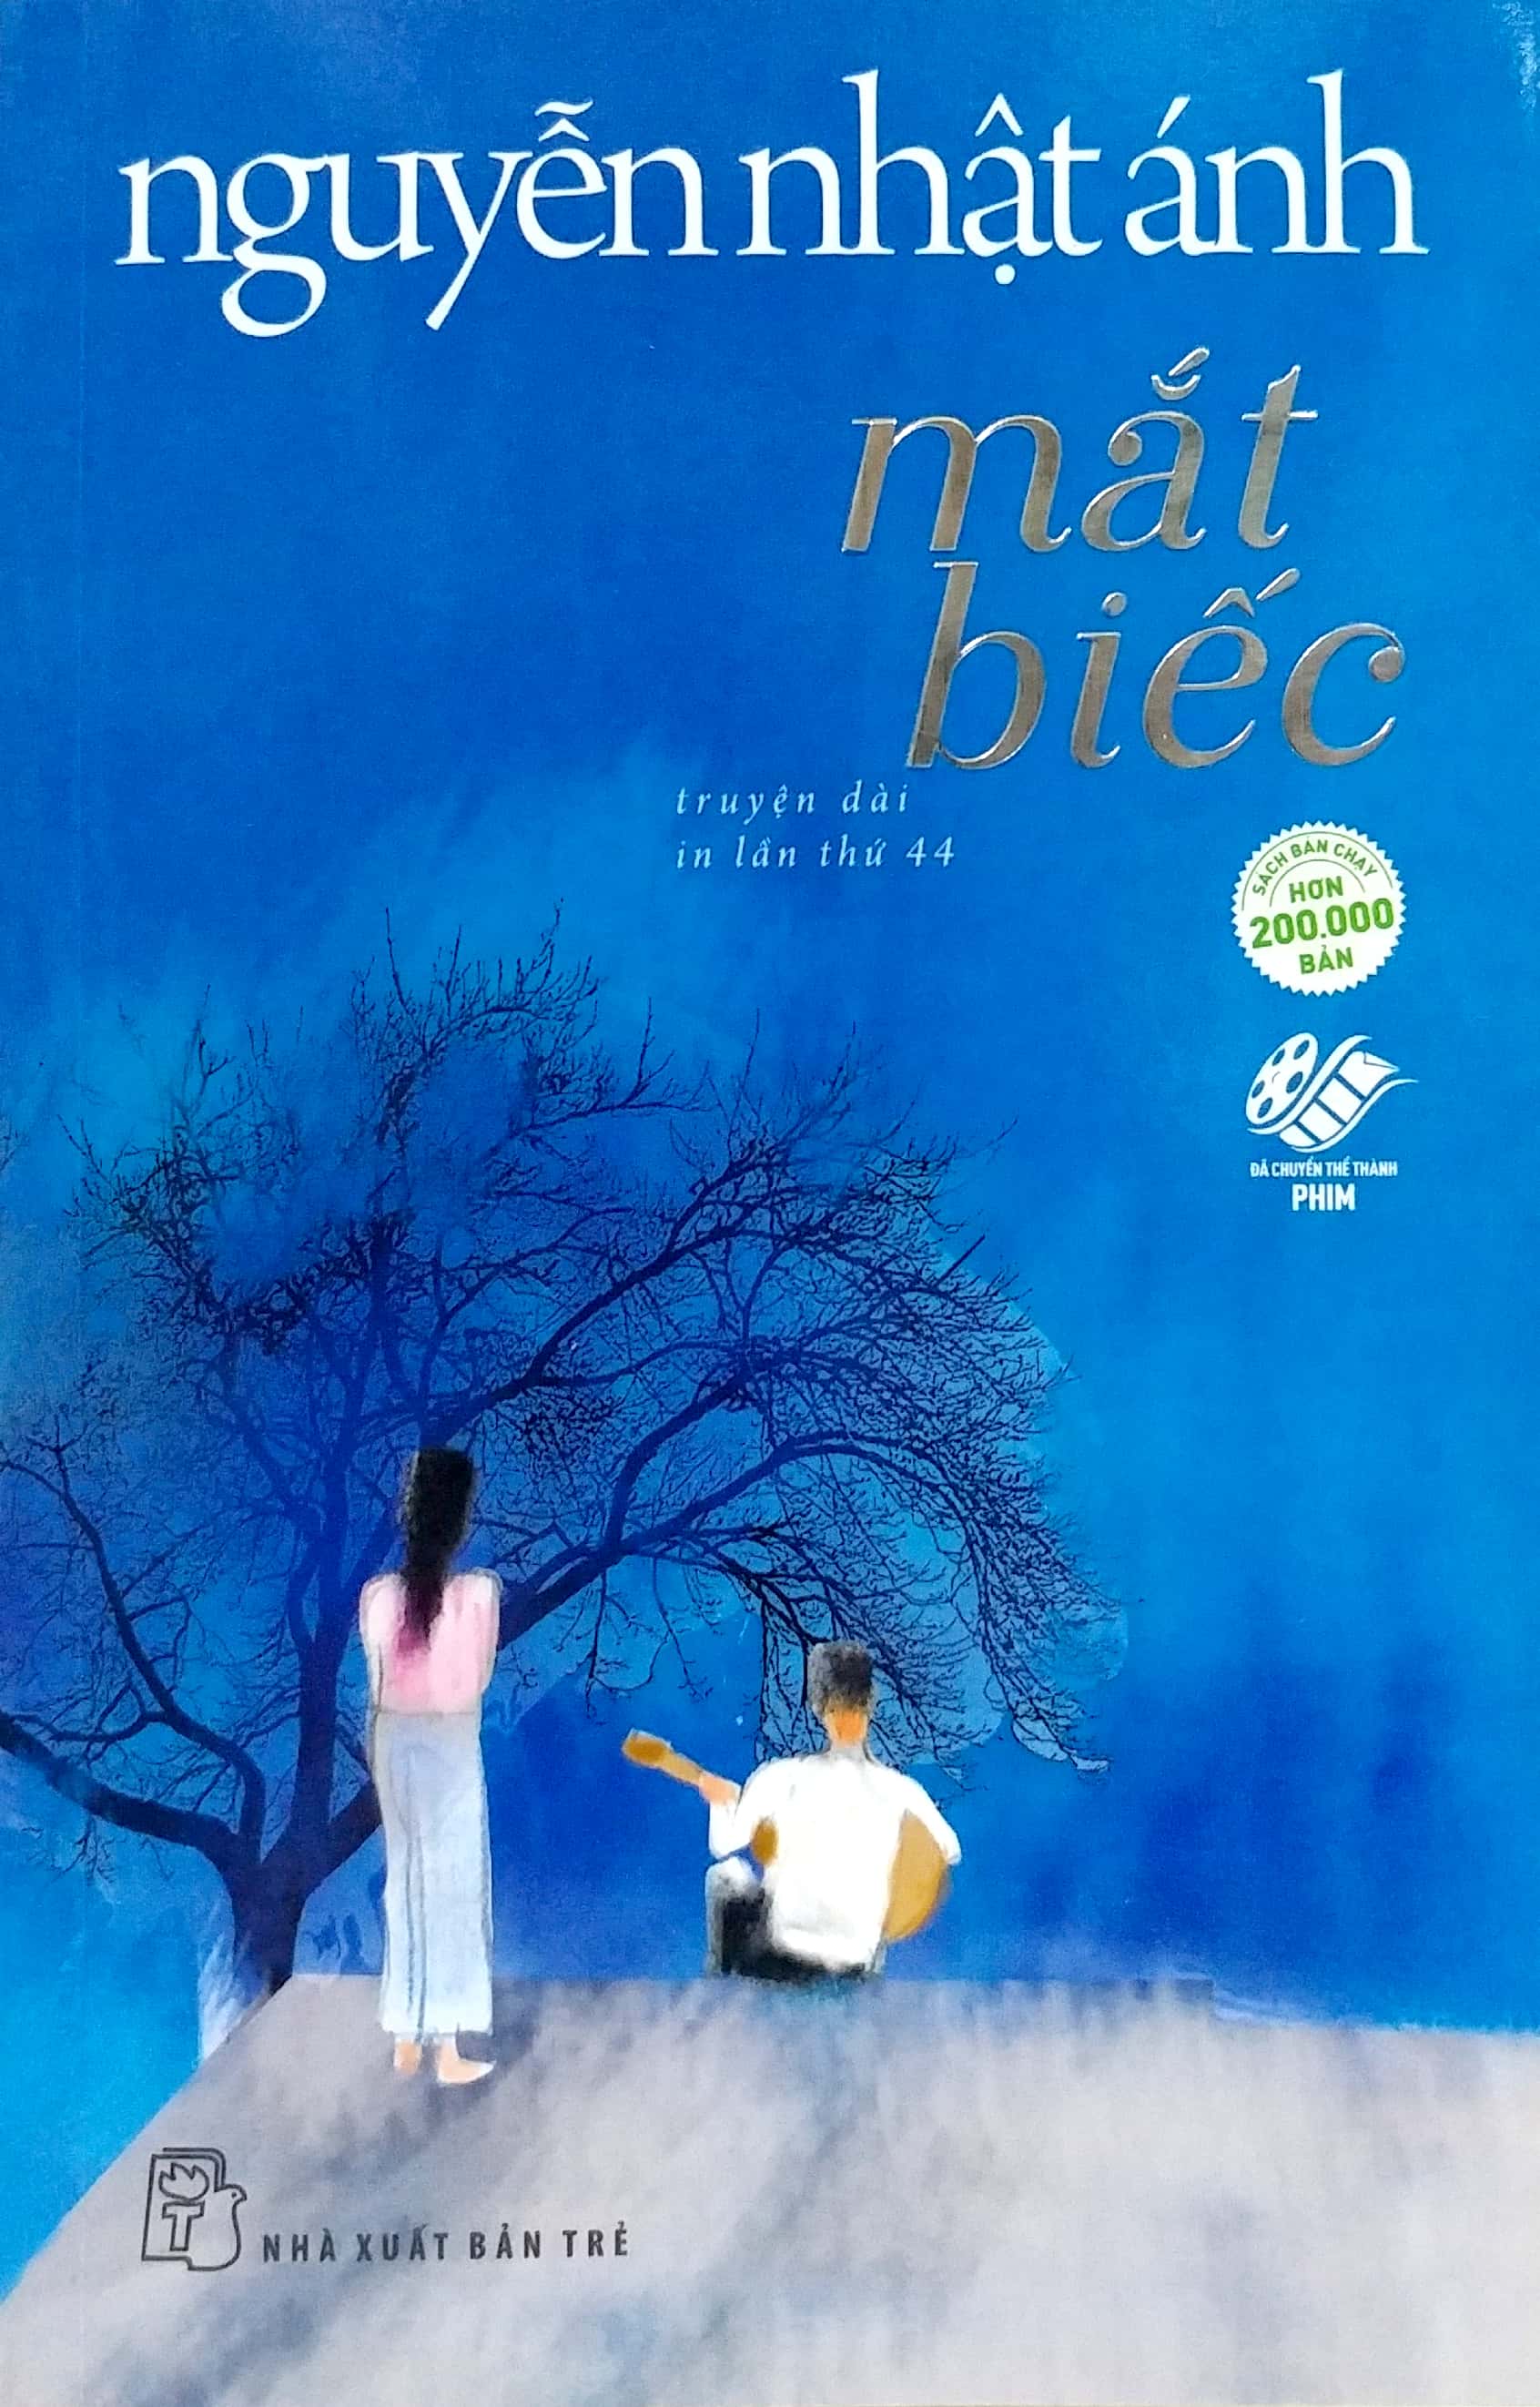 nguyễn nhật ánh
mắt
biếc
truyện dài
in lần thứ 44
SÁCH BÁN CHẠY
HƠN
200.000
BẢN
ĐÃ CHUYỂN THỂ THÀNH
PHIM
T
NHÀ XUẤT BẢN TRẺ